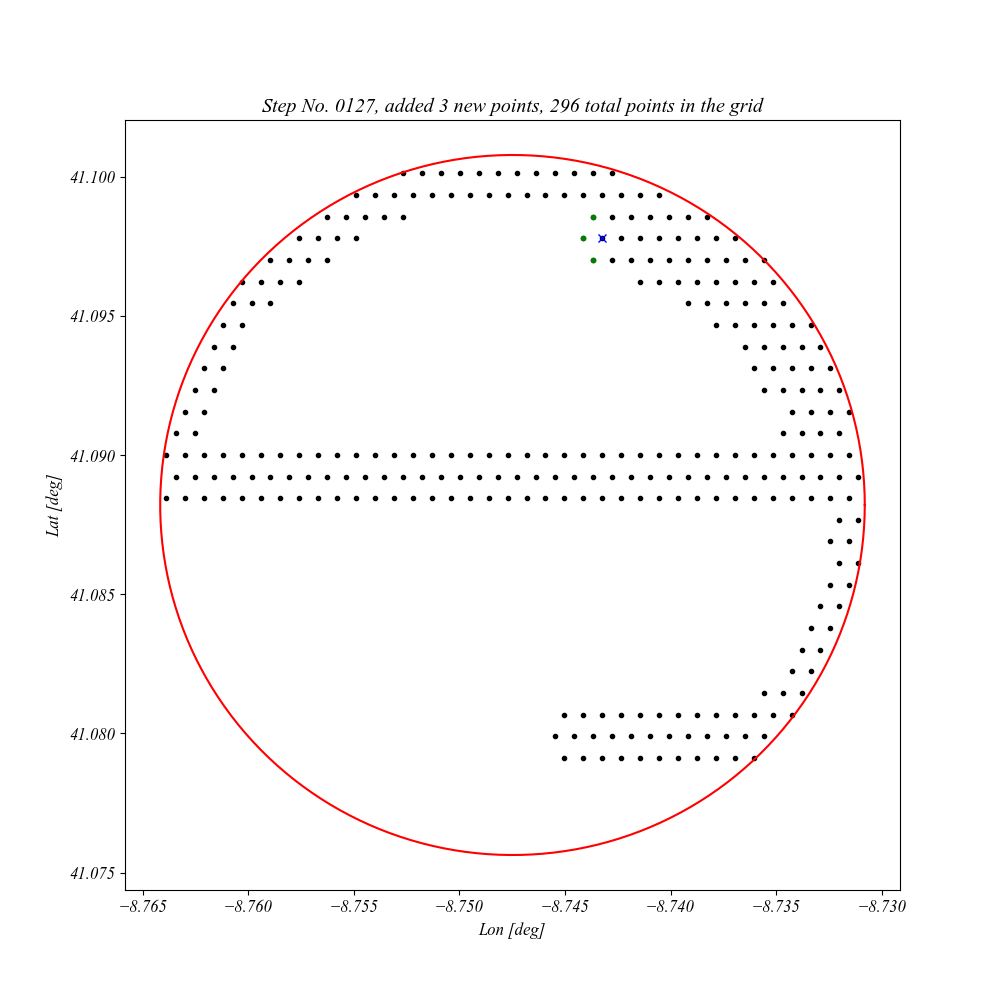 Step No. 0127, added 3 new points, 296 total points in the grid
41.100
41.095
41.090
41.085
41.080
41.075
Lat [deg]
−8.765 −8.760 −8.755 −8.750 −8.745 −8.740 −8.735 −8.730
Lon [deg]